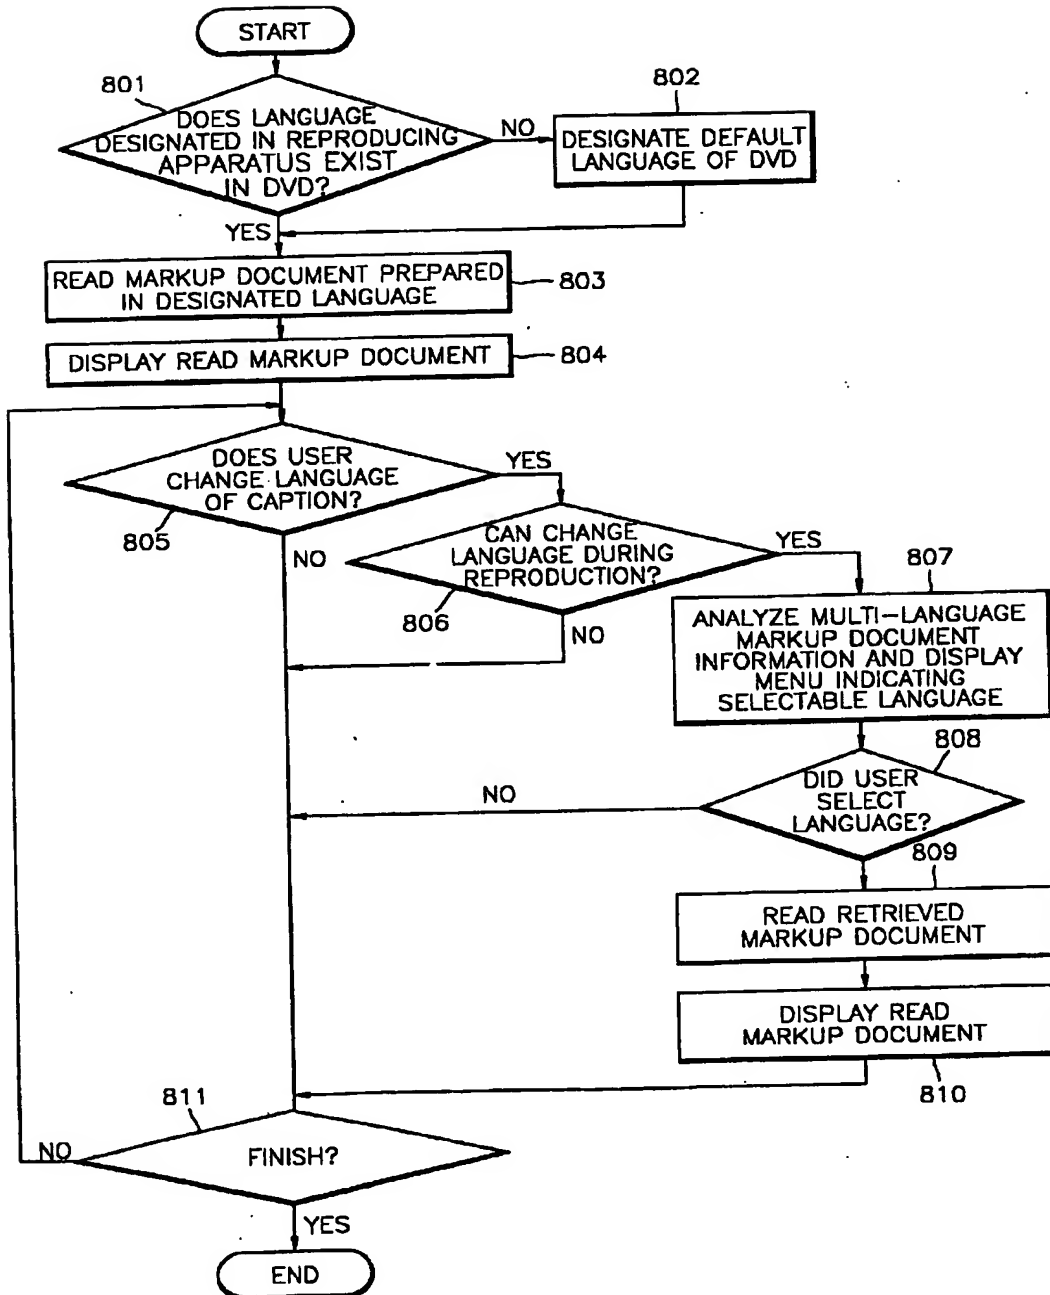 START
801
DOES LANGUAGE
DESIGNATED IN REPRODUCING
APPARATUS EXIST
IN DVD?
NO
802
DESIGNATE DEFAULT
LANGUAGE OF DVD
YES
READ MARKUP DOCUMENT PREPARED
IN DESIGNATED LANGUAGE
803
DISPLAY READ MARKUP DOCUMENT
804
DOES USER
CHANGE LANGUAGE
OF CAPTION?
805
YES
NO
CAN CHANGE
LANGUAGE DURING
REPRODUCTION?
806
YES
NO
807
ANALYZE MULTI-LANGUAGE
MARKUP DOCUMENT
INFORMATION AND DISPLAY
MENU INDICATING
SELECTABLE LANGUAGE
808
DID USER
SELECT
LANGUAGE?
NO
809
READ RETRIEVED
MARKUP DOCUMENT
DISPLAY READ
MARKUP DOCUMENT
810
811
FINISH?
NO
YES
END